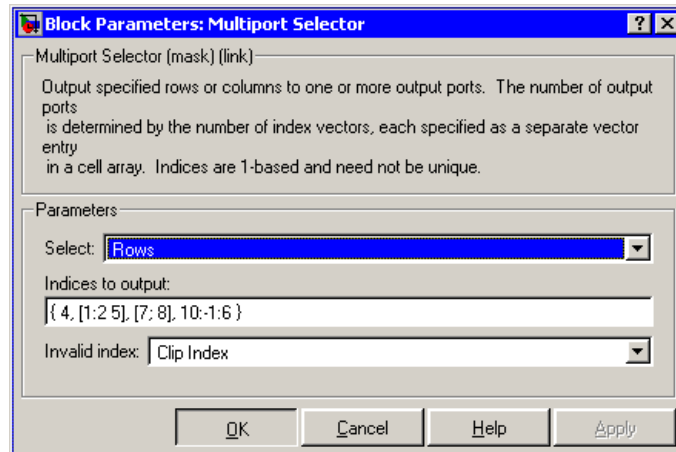 Block Parameters: Multiport Selector
Multiport Selector (mask) (link)
Output specified rows or columns to one or more output ports.  The number of output
ports
is determined by the number of index vectors, each specified as a separate vector
entry
in a cell array.  Indices are 1-based and need not be unique.
Parameters
Select: Rows
Indices to output:
{ 4, [1:2 5], [7; 8], 10:-1:6 }
Invalid index: Clip Index
OK Cancel Help Apply